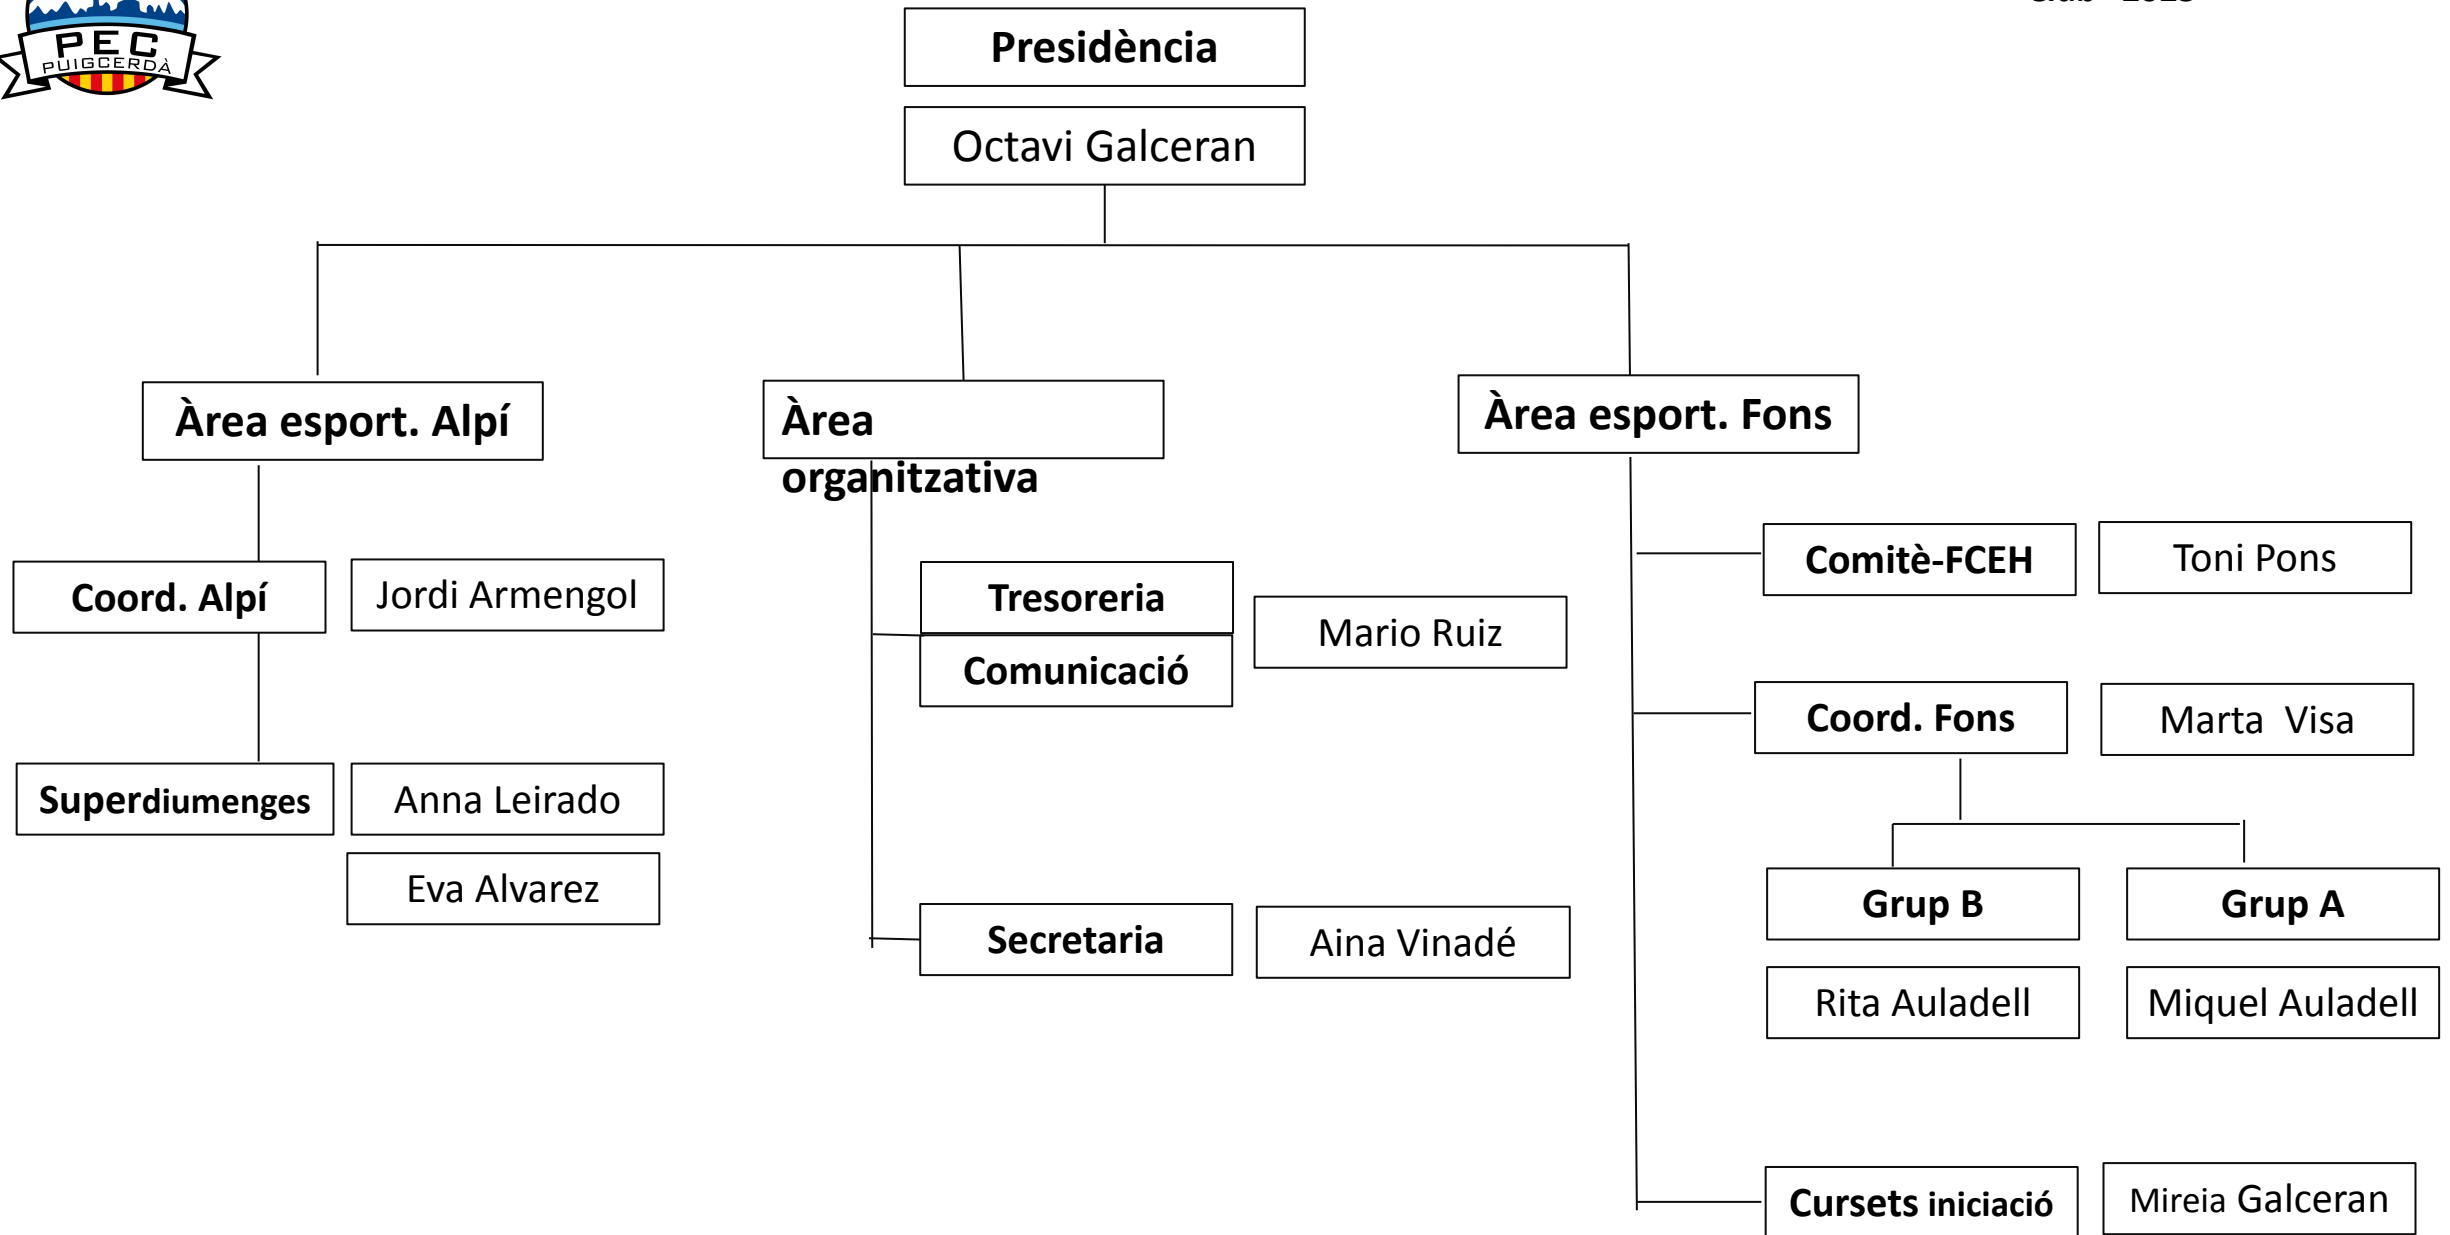 PEC
PUIGCERDÀ
Presidència
Octavi Galceran
Àrea esport. Alpí
Àrea
organitzativa
Àrea esport. Fons
Coord. Alpí
Jordi Armengol
Superdiumenges
Anna Leirado
Eva Alvarez
Tresoreria
Comunicació
Mario Ruiz
Secretaria
Aina Vinadé
Comitè-FCEH
Toni Pons
Coord. Fons
Marta  Visa
Grup B
Grup A
Rita Auladell
Miquel Auladell
Cursets iniciació
Mireia Galceran